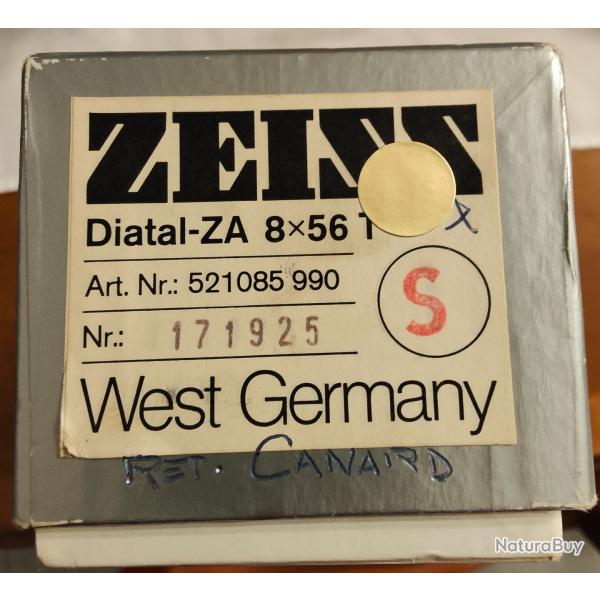 ZEISS
Diatal-ZA 8×56 T
Art. Nr.: 521085 990
S
Nr.: 171925
West Germany
RET. CANARD
NaturaBuy